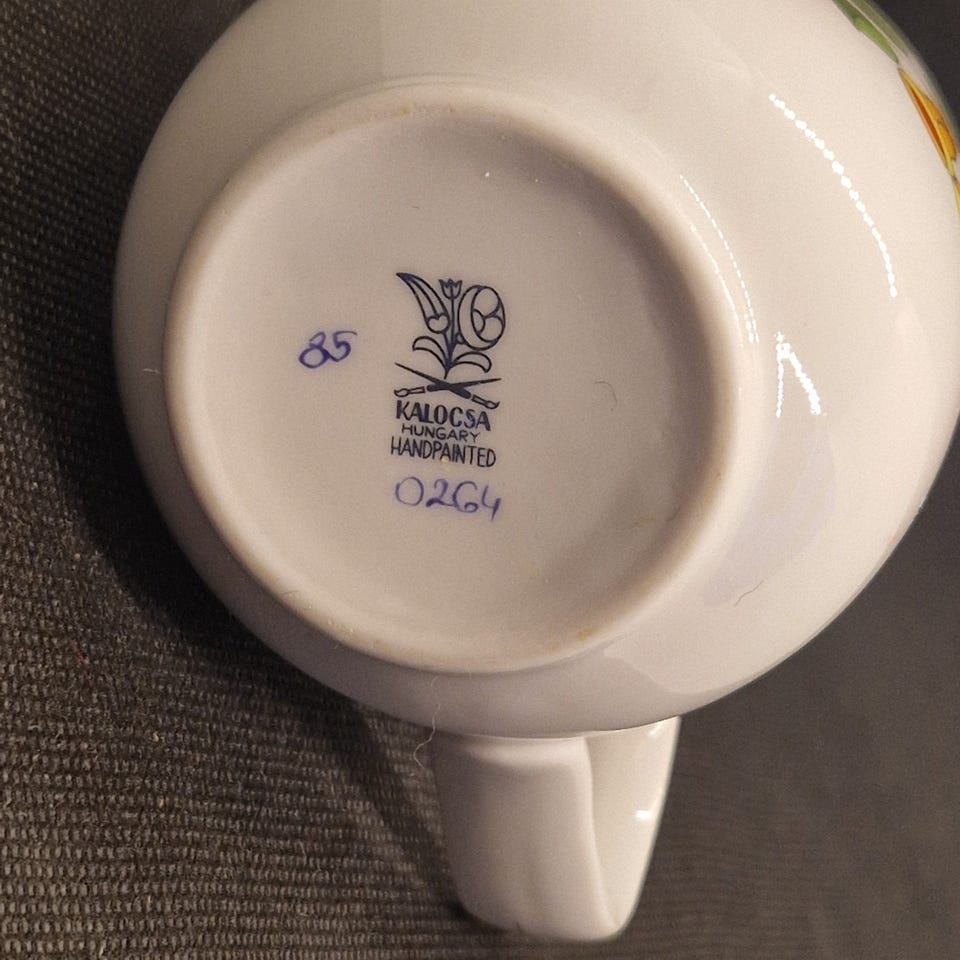 85
KALOCSA
HUNGARY
HANDPAINTED
0264